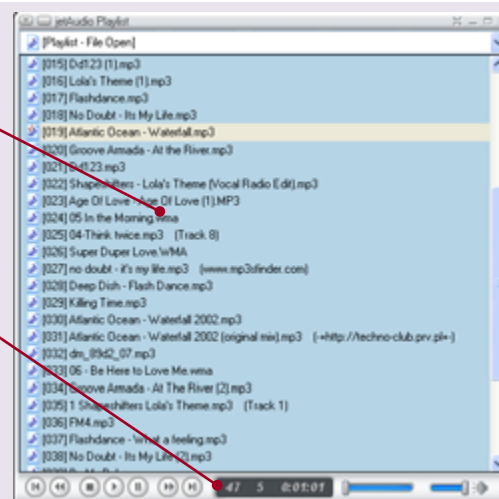 jetAudio Playlist
[Playlist - File Open]
[015] Dd123 (1).mp3
[016] Lola's Theme (1).mp3
[017] Flashdance.mp3
[018] No Doubt - Its My Life.mp3
[019] Atlantic Ocean - Waterfall.mp3
[020] Groove Armada - At the River.mp3
[021] Dd123.mp3
[022] Shapeshifters - Lola's Theme (Vocal Radio Edit).mp3
[023] Age Of Love - Age Of Love (1).MP3
[024] 05 In the Morning.wma
[025] 04-Think twice.mp3 (Track 8)
[026] Super Duper Love.WMA
[027] no doubt - it's my life.mp3 (www.mp3sfinder.com)
[028] Deep Dish - Flash Dance.mp3
[029] Killing Time.mp3
[030] Atlantic Ocean - Waterfall 2002.mp3
[031] Atlantic Ocean - Waterfall 2002 (original mix).mp3 (-=http://techno-club.prv.pl=-)
[032] dm_89d2_07.mp3
[033] 06 - Be Here to Love Me.wma
[034] Groove Armada - At The River (2).mp3
[035] 1 Shapeshifters Lola's Theme.mp3 (Track 1)
[036] FM4.mp3
[037] Flashdance - What a feeling.mp3
[038] No Doubt - Its My Life (2).mp3
47 5 0:01:01